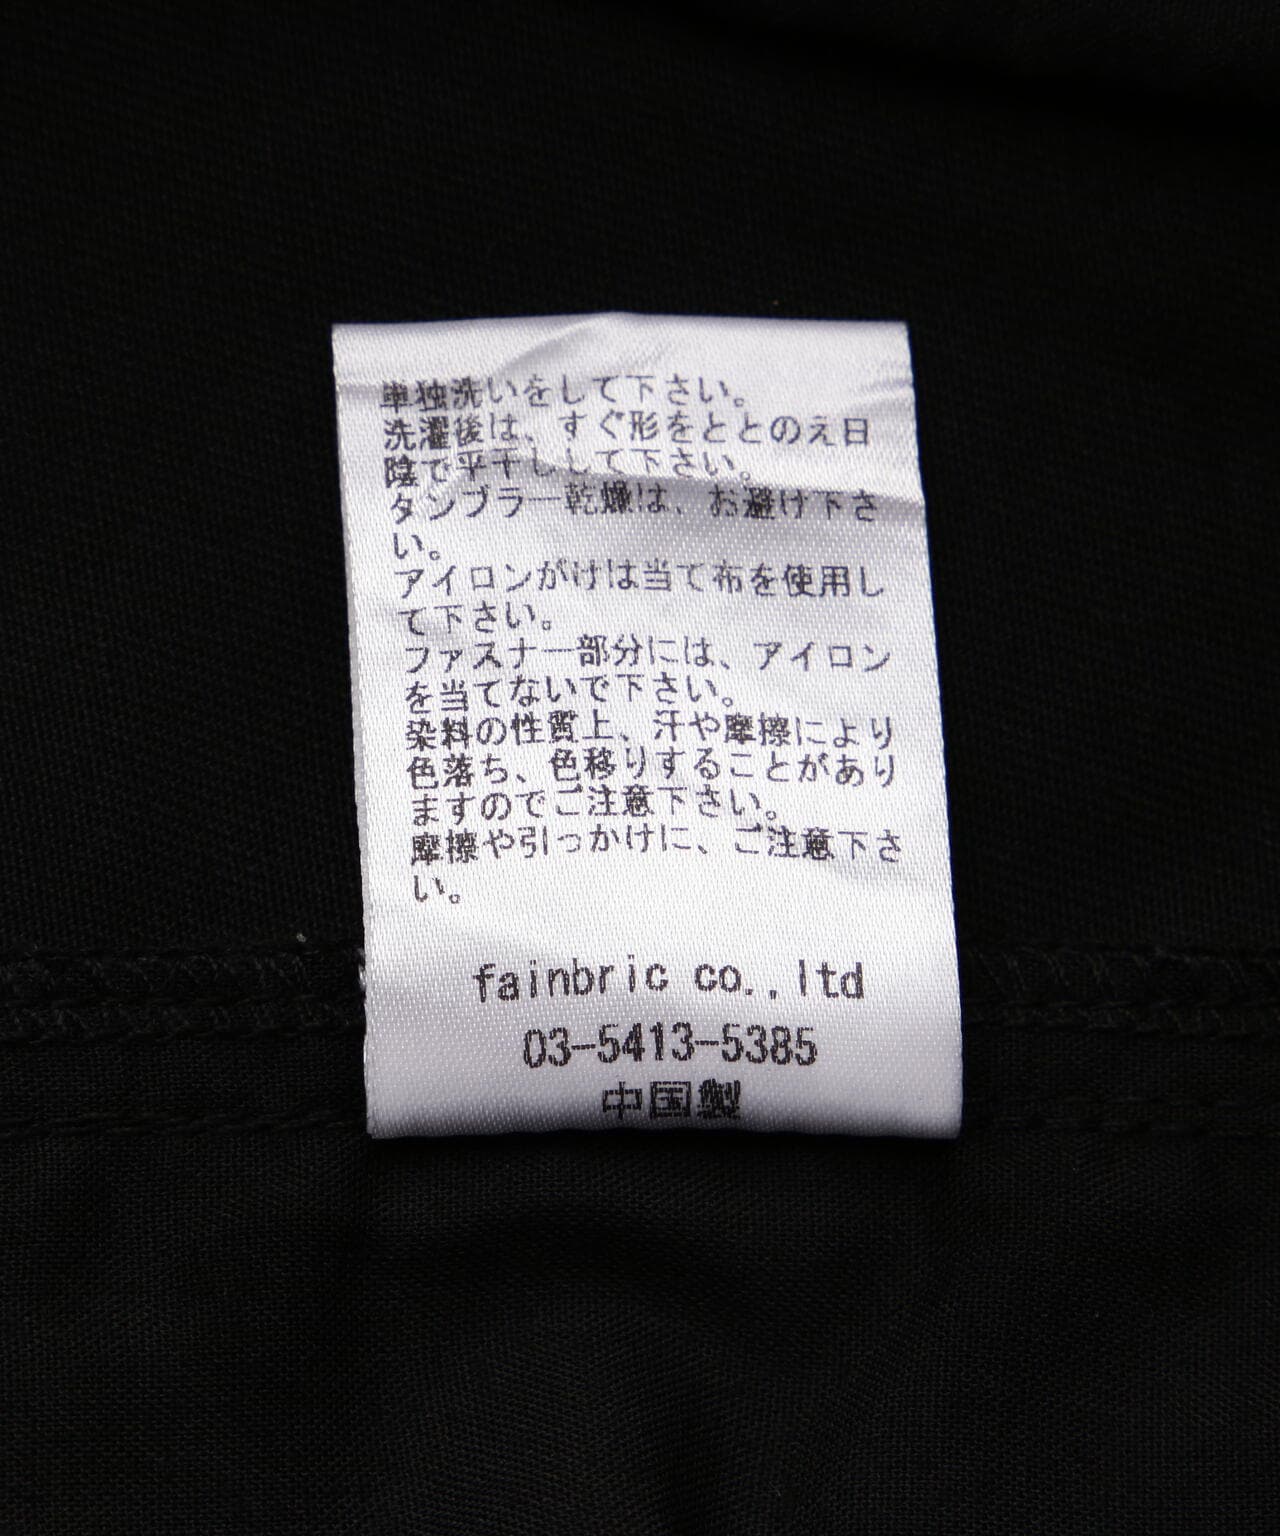 単独洗いをして下さい。
洗濯後は、すぐ形をととのえ日
陰で平干しして下さい。
タンブラー乾燥は、お避け下さ
い。
アイロンがけは当て布を使用し
て下さい。
ファスナー部分には、アイロン
を当てないで下さい。
染料の性質上、汗や摩擦により
色落ち、色移りすることがあり
ますのでご注意下さい。
摩擦や引っかけに、ご注意下さ
い。
fainbric co.,ltd
03-5413-5385
中国製